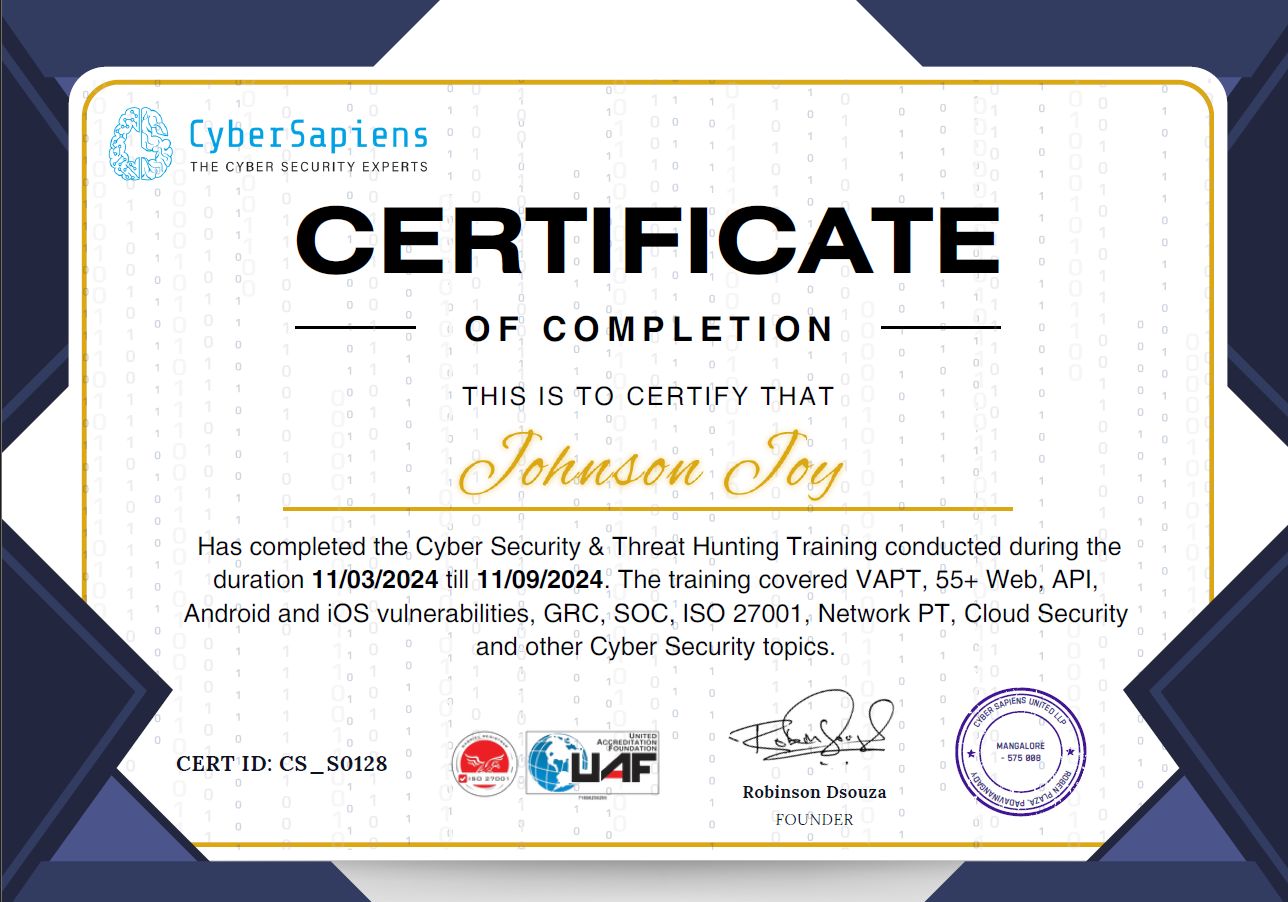 CyberSapiens
THE CYBER SECURITY EXPERTS
CERTIFICATE
OF COMPLETION
THIS IS TO CERTIFY THAT
Johnson Joy
Has completed the Cyber Security & Threat Hunting Training conducted during the
duration 11/03/2024 till 11/09/2024. The training covered VAPT, 55+ Web, API,
Android and iOS vulnerabilities, GRC, SOC, ISO 27001, Network PT, Cloud Security
and other Cyber Security topics.
CERT ID: CS_S0128
ISO 27001
UNITED
ACCREDITATION
FOUNDATION
UAF
Robinson Dsouza
FOUNDER
CYBER SAPIENS UNITED LLP
MANGALORE
- 575 008
ROBEN PLAZA, PADAVINANGADY